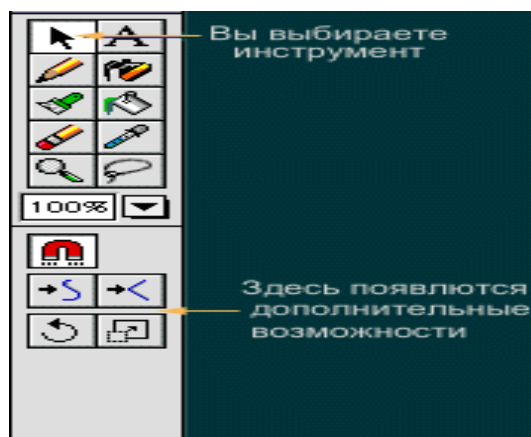 A
Вы выбираете
инструмент
100%
Здесь появлются
дополнительные
возможности